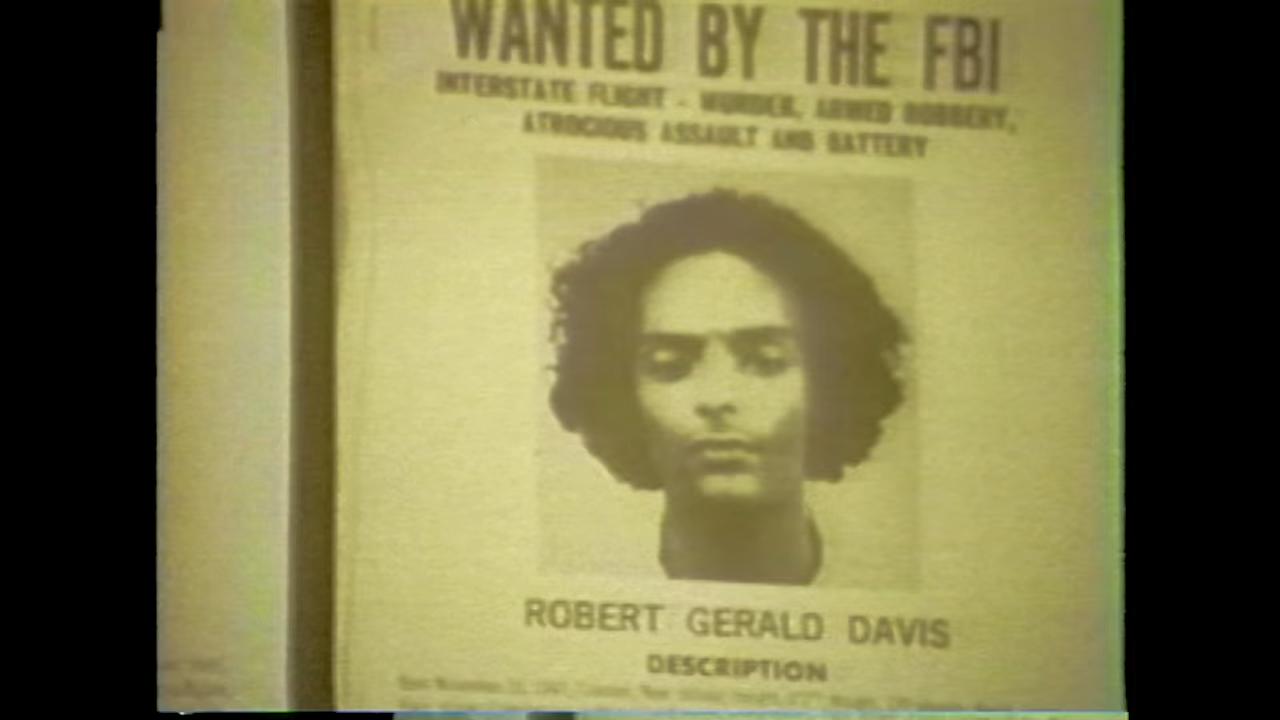 WANTED BY THE FBI
INTERSTATE FLIGHT - MURDER, ARMED ROBBERY,
ATROCIOUS ASSAULT AND BATTERY
ROBERT GERALD DAVIS
DESCRIPTION